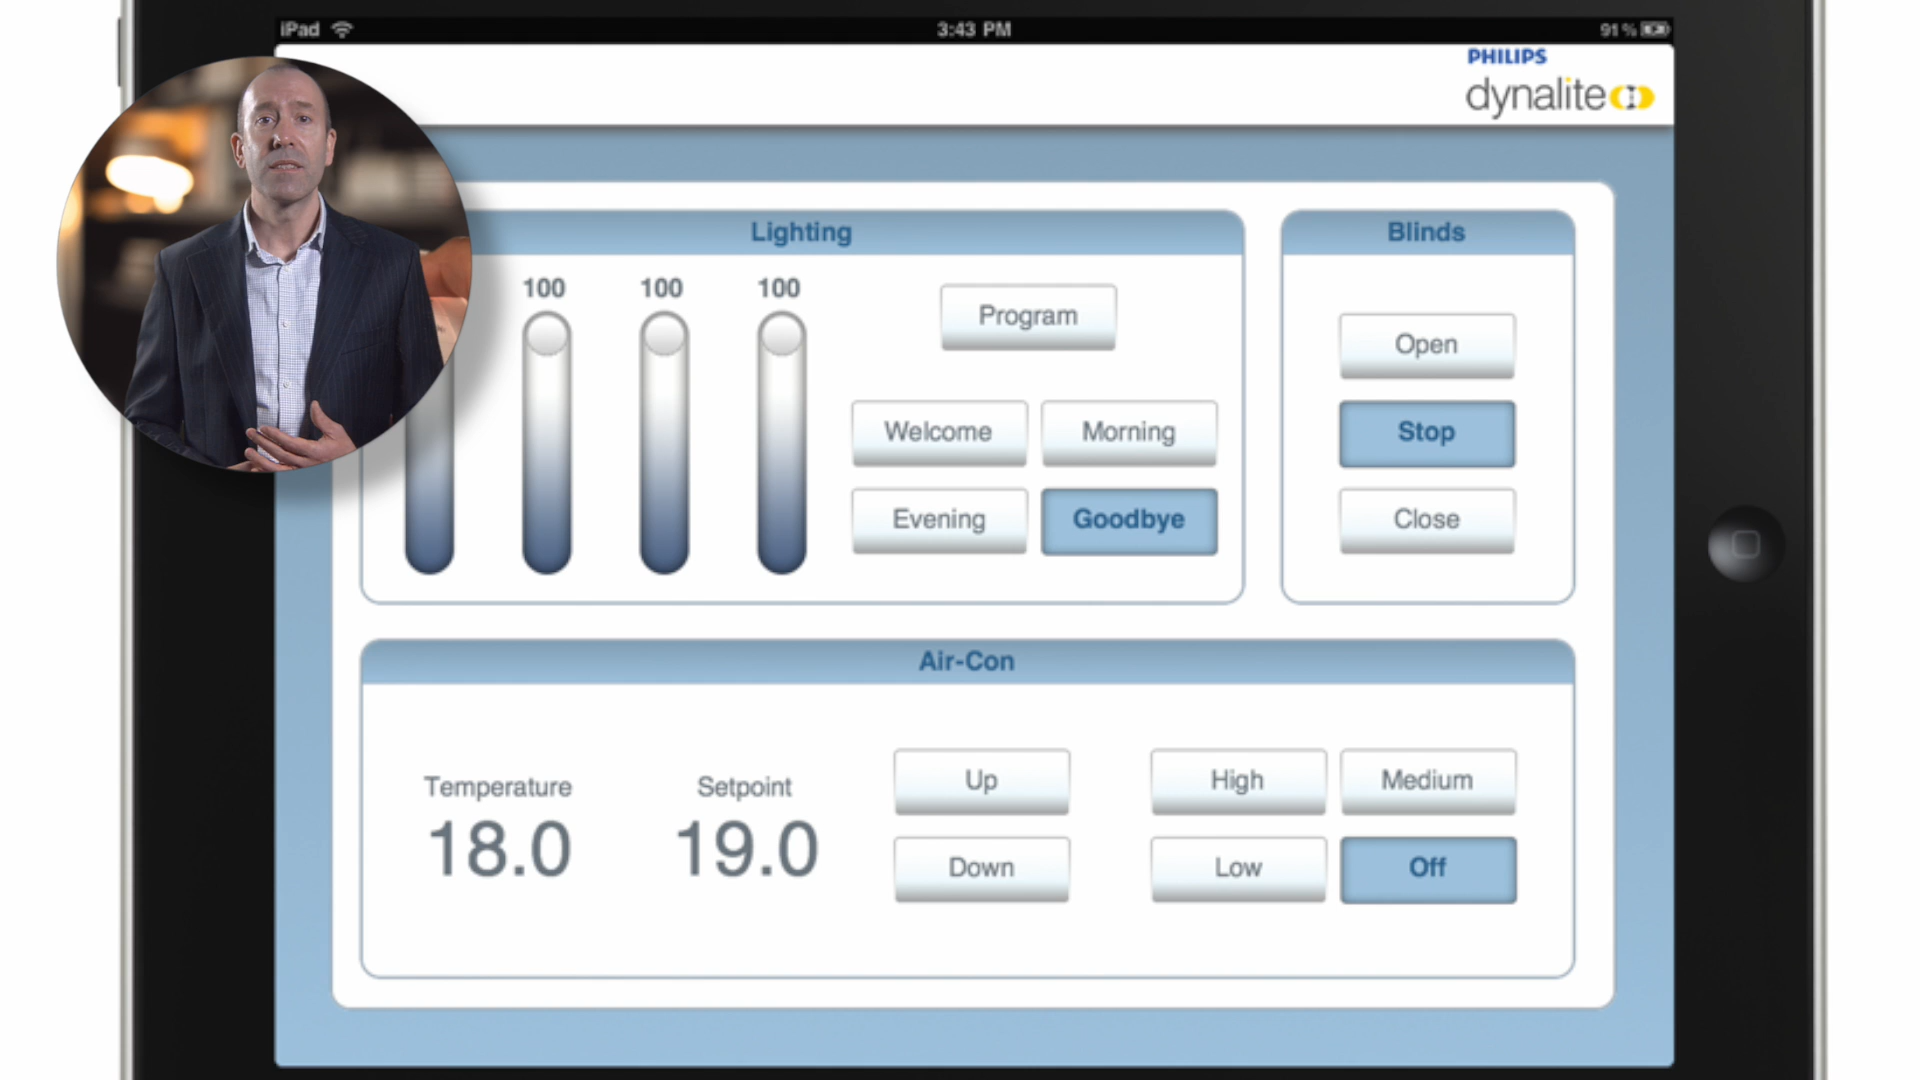 iPad
3:43 PM
91%
PHILIPS
dynalite
Lighting
Blinds
100
100
100
Program
Open
Welcome
Morning
Stop
Evening
Goodbye
Close
Air-Con
Temperature
Setpoint
Up
High
Medium
18.0
19.0
Down
Low
Off